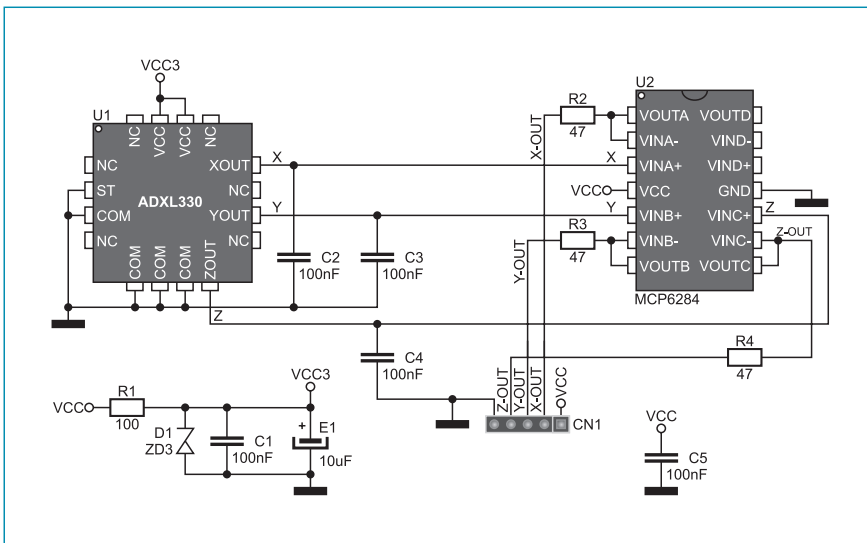 VCC3
U1
NC
VCC
VCC
NC
NC
ST
COM
NC
ADXL330
XOUT
NC
YOUT
NC
COM
COM
COM
ZOUT
X
Y
Z
C2
100nF
C3
100nF
C4
100nF
X-OUT
Y-OUT
R2
47
R3
47
X
VCC
Y
U2
VOUTA
VINA-
VINA+
VCC
VINB+
VINB-
VOUTB
VOUTD
VIND-
VIND+
GND
VINC+
VINC-
VOUTC
MCP6284
Z
Z-OUT
R4
47
VCC
R1
100
D1
ZD3
C1
100nF
VCC3
+
E1
10uF
Z-OUT
Y-OUT
X-OUT
VCC
CN1
VCC
C5
100nF